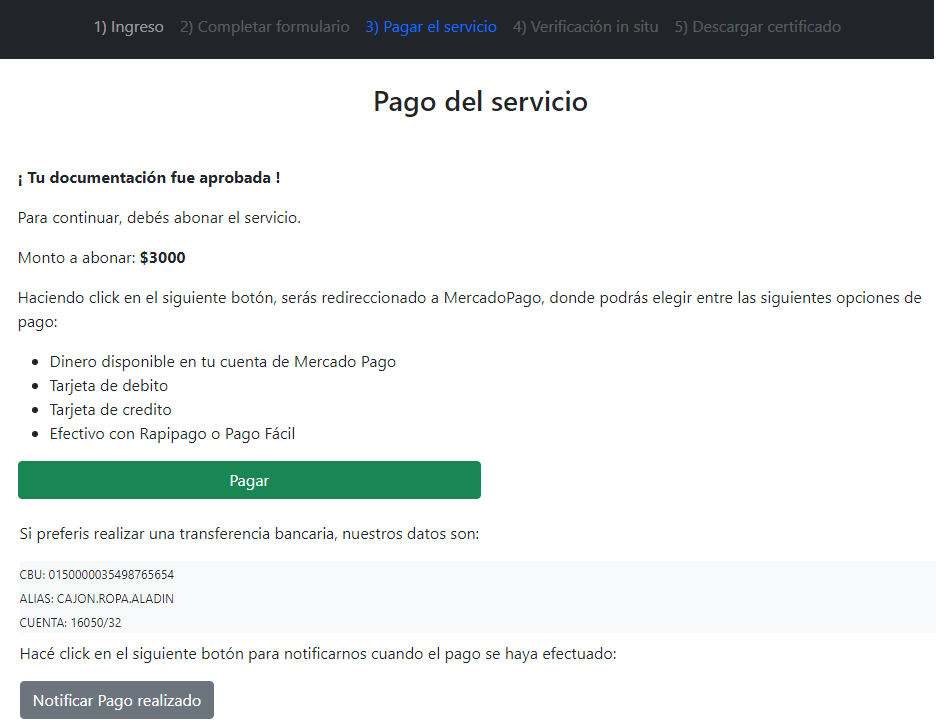 1) Ingreso 2) Completar formulario 3) Pagar el servicio 4) Verificación in situ 5) Descargar certificado
Pago del servicio
¡ Tu documentación fue aprobada !
Para continuar, debés abonar el servicio.
Monto a abonar: $3000
Haciendo click en el siguiente botón, serás redireccionado a MercadoPago, donde podrás elegir entre las siguientes opciones de
pago:
Dinero disponible en tu cuenta de Mercado Pago
Tarjeta de debito
Tarjeta de credito
Efectivo con Rapipago o Pago Fácil
Pagar
Si preferis realizar una transferencia bancaria, nuestros datos son:
CBU: 0150000035498765654
ALIAS: CAJON.ROPA.ALADIN
CUENTA: 16050/32
Hacé click en el siguiente botón para notificarnos cuando el pago se haya efectuado:
Notificar Pago realizado